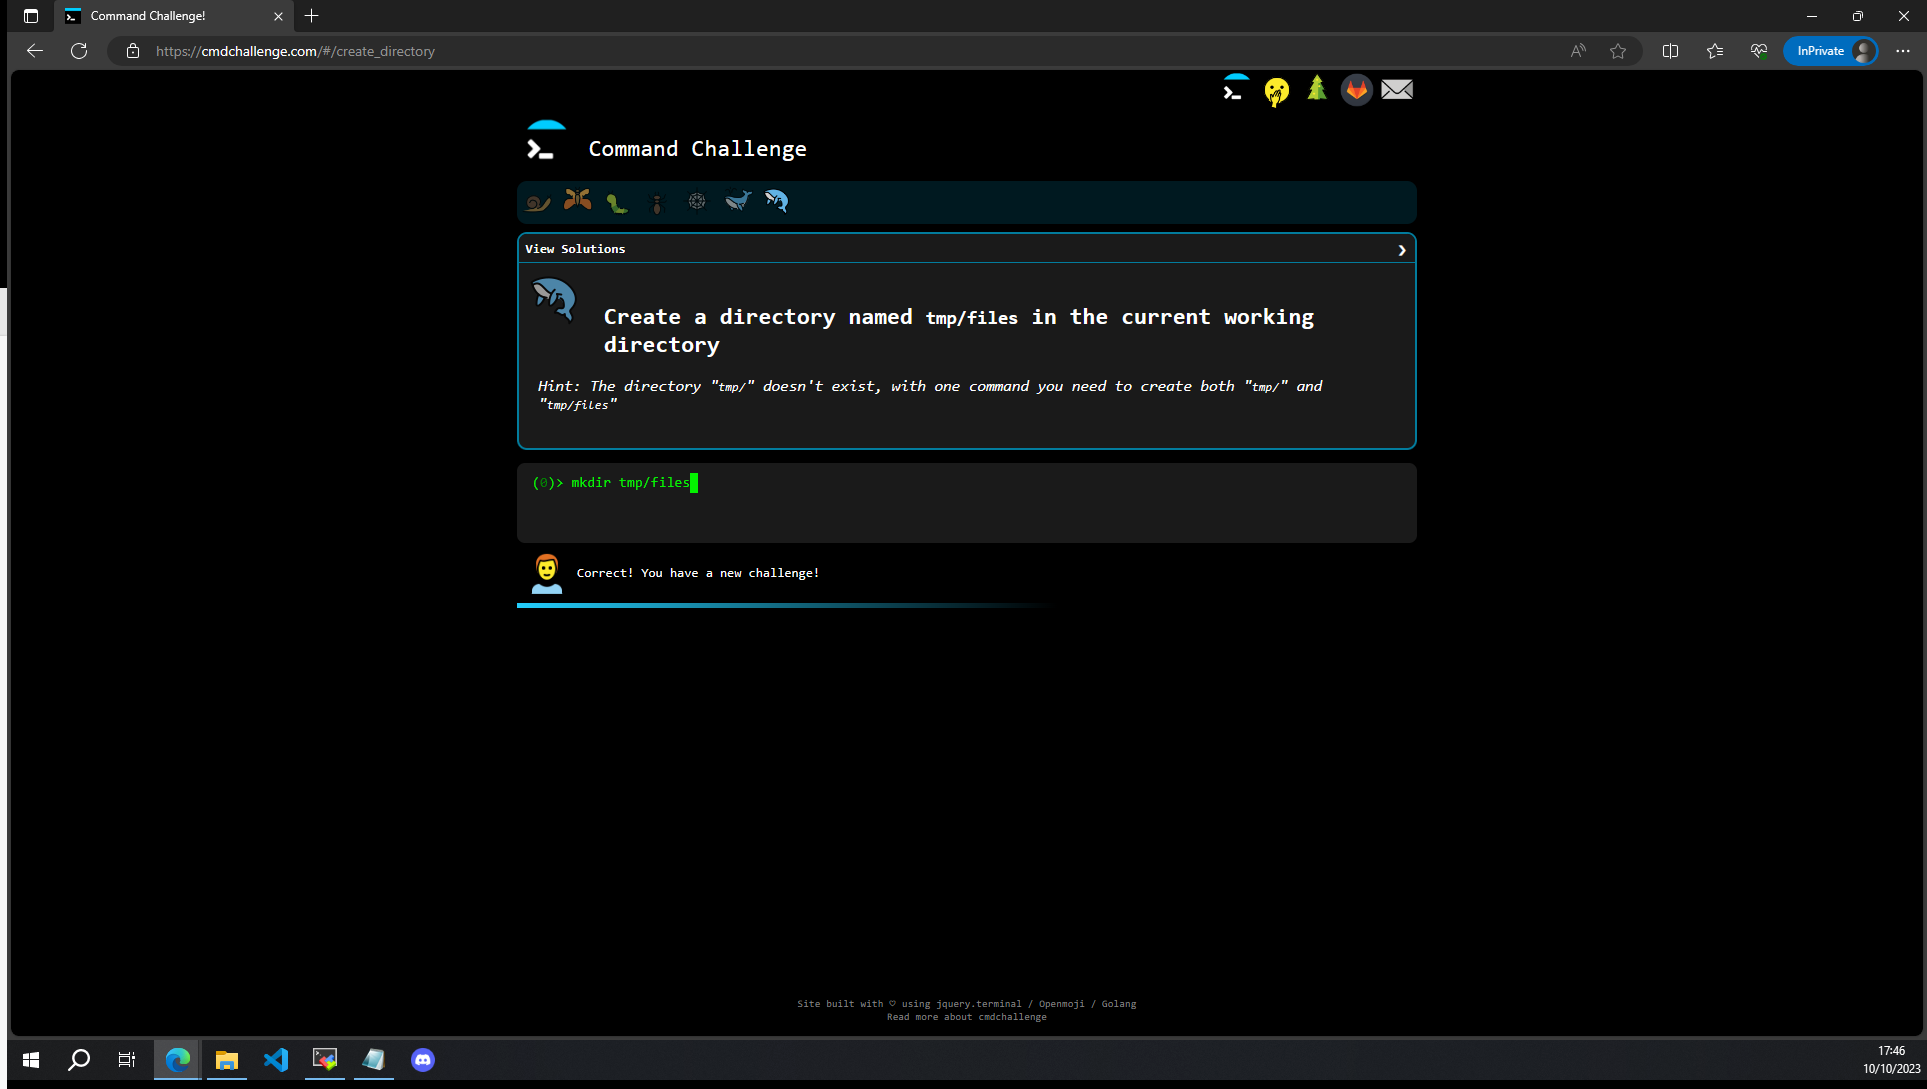 Command Challenge!
https://cmdchallenge.com/#/create_directory
InPrivate
Command Challenge
View Solutions
Create a directory named tmp/files in the current working
directory
Hint: The directory "tmp/" doesn't exist, with one command you need to create both "tmp/" and
"tmp/files"
(0)> mkdir tmp/files
Correct! You have a new challenge!
Site built with ♡ using jquery.terminal / Openmoji / Golang
Read more about cmdchallenge
17:46
10/10/2023